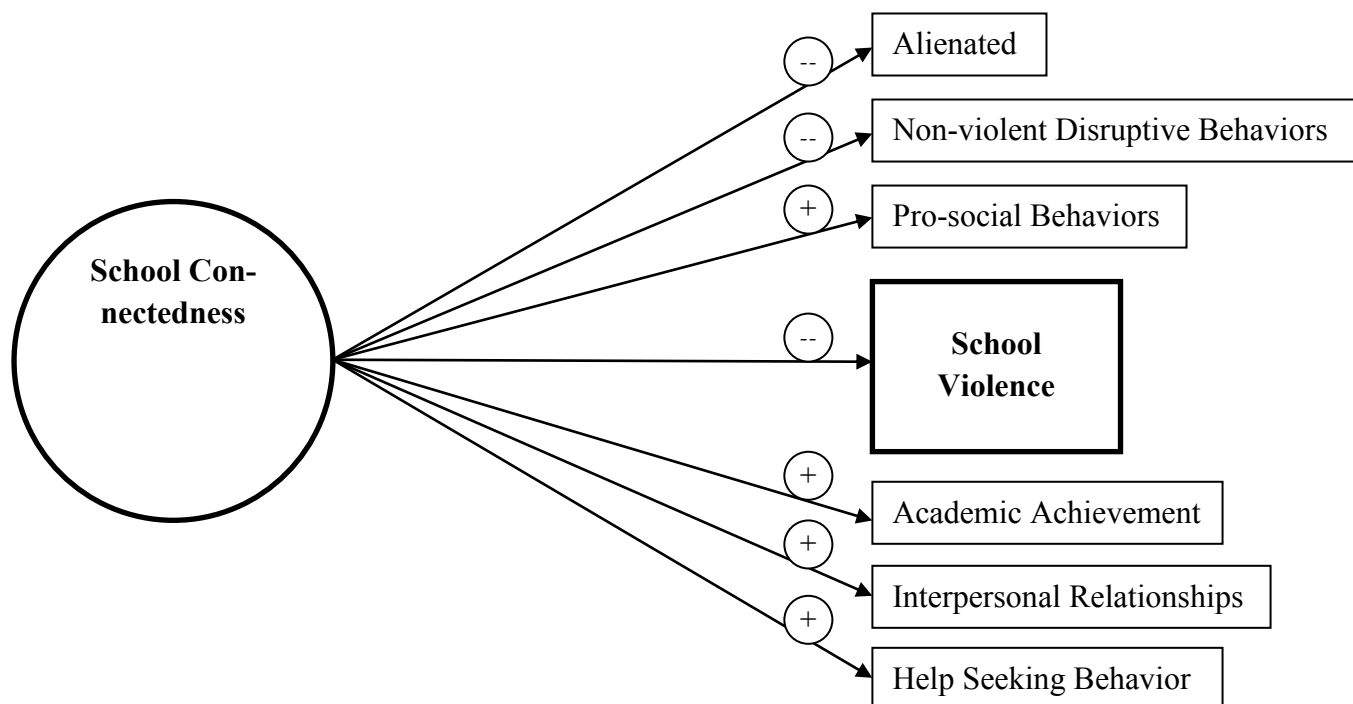 --
Alienated
--
Non-violent Disruptive Behaviors
+
Pro-social Behaviors
School Con-
nectedness
--
School
Violence
+
Academic Achievement
+
Interpersonal Relationships
+
Help Seeking Behavior